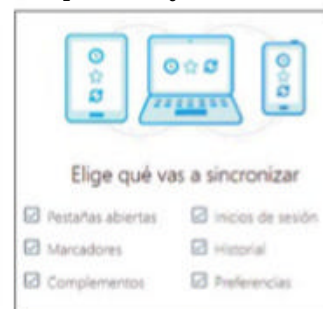 Elige qué vas a sincronizar
Pestañas abiertas
Inicios de sesión
Marcadores
Historial
Complementos
Preferencias